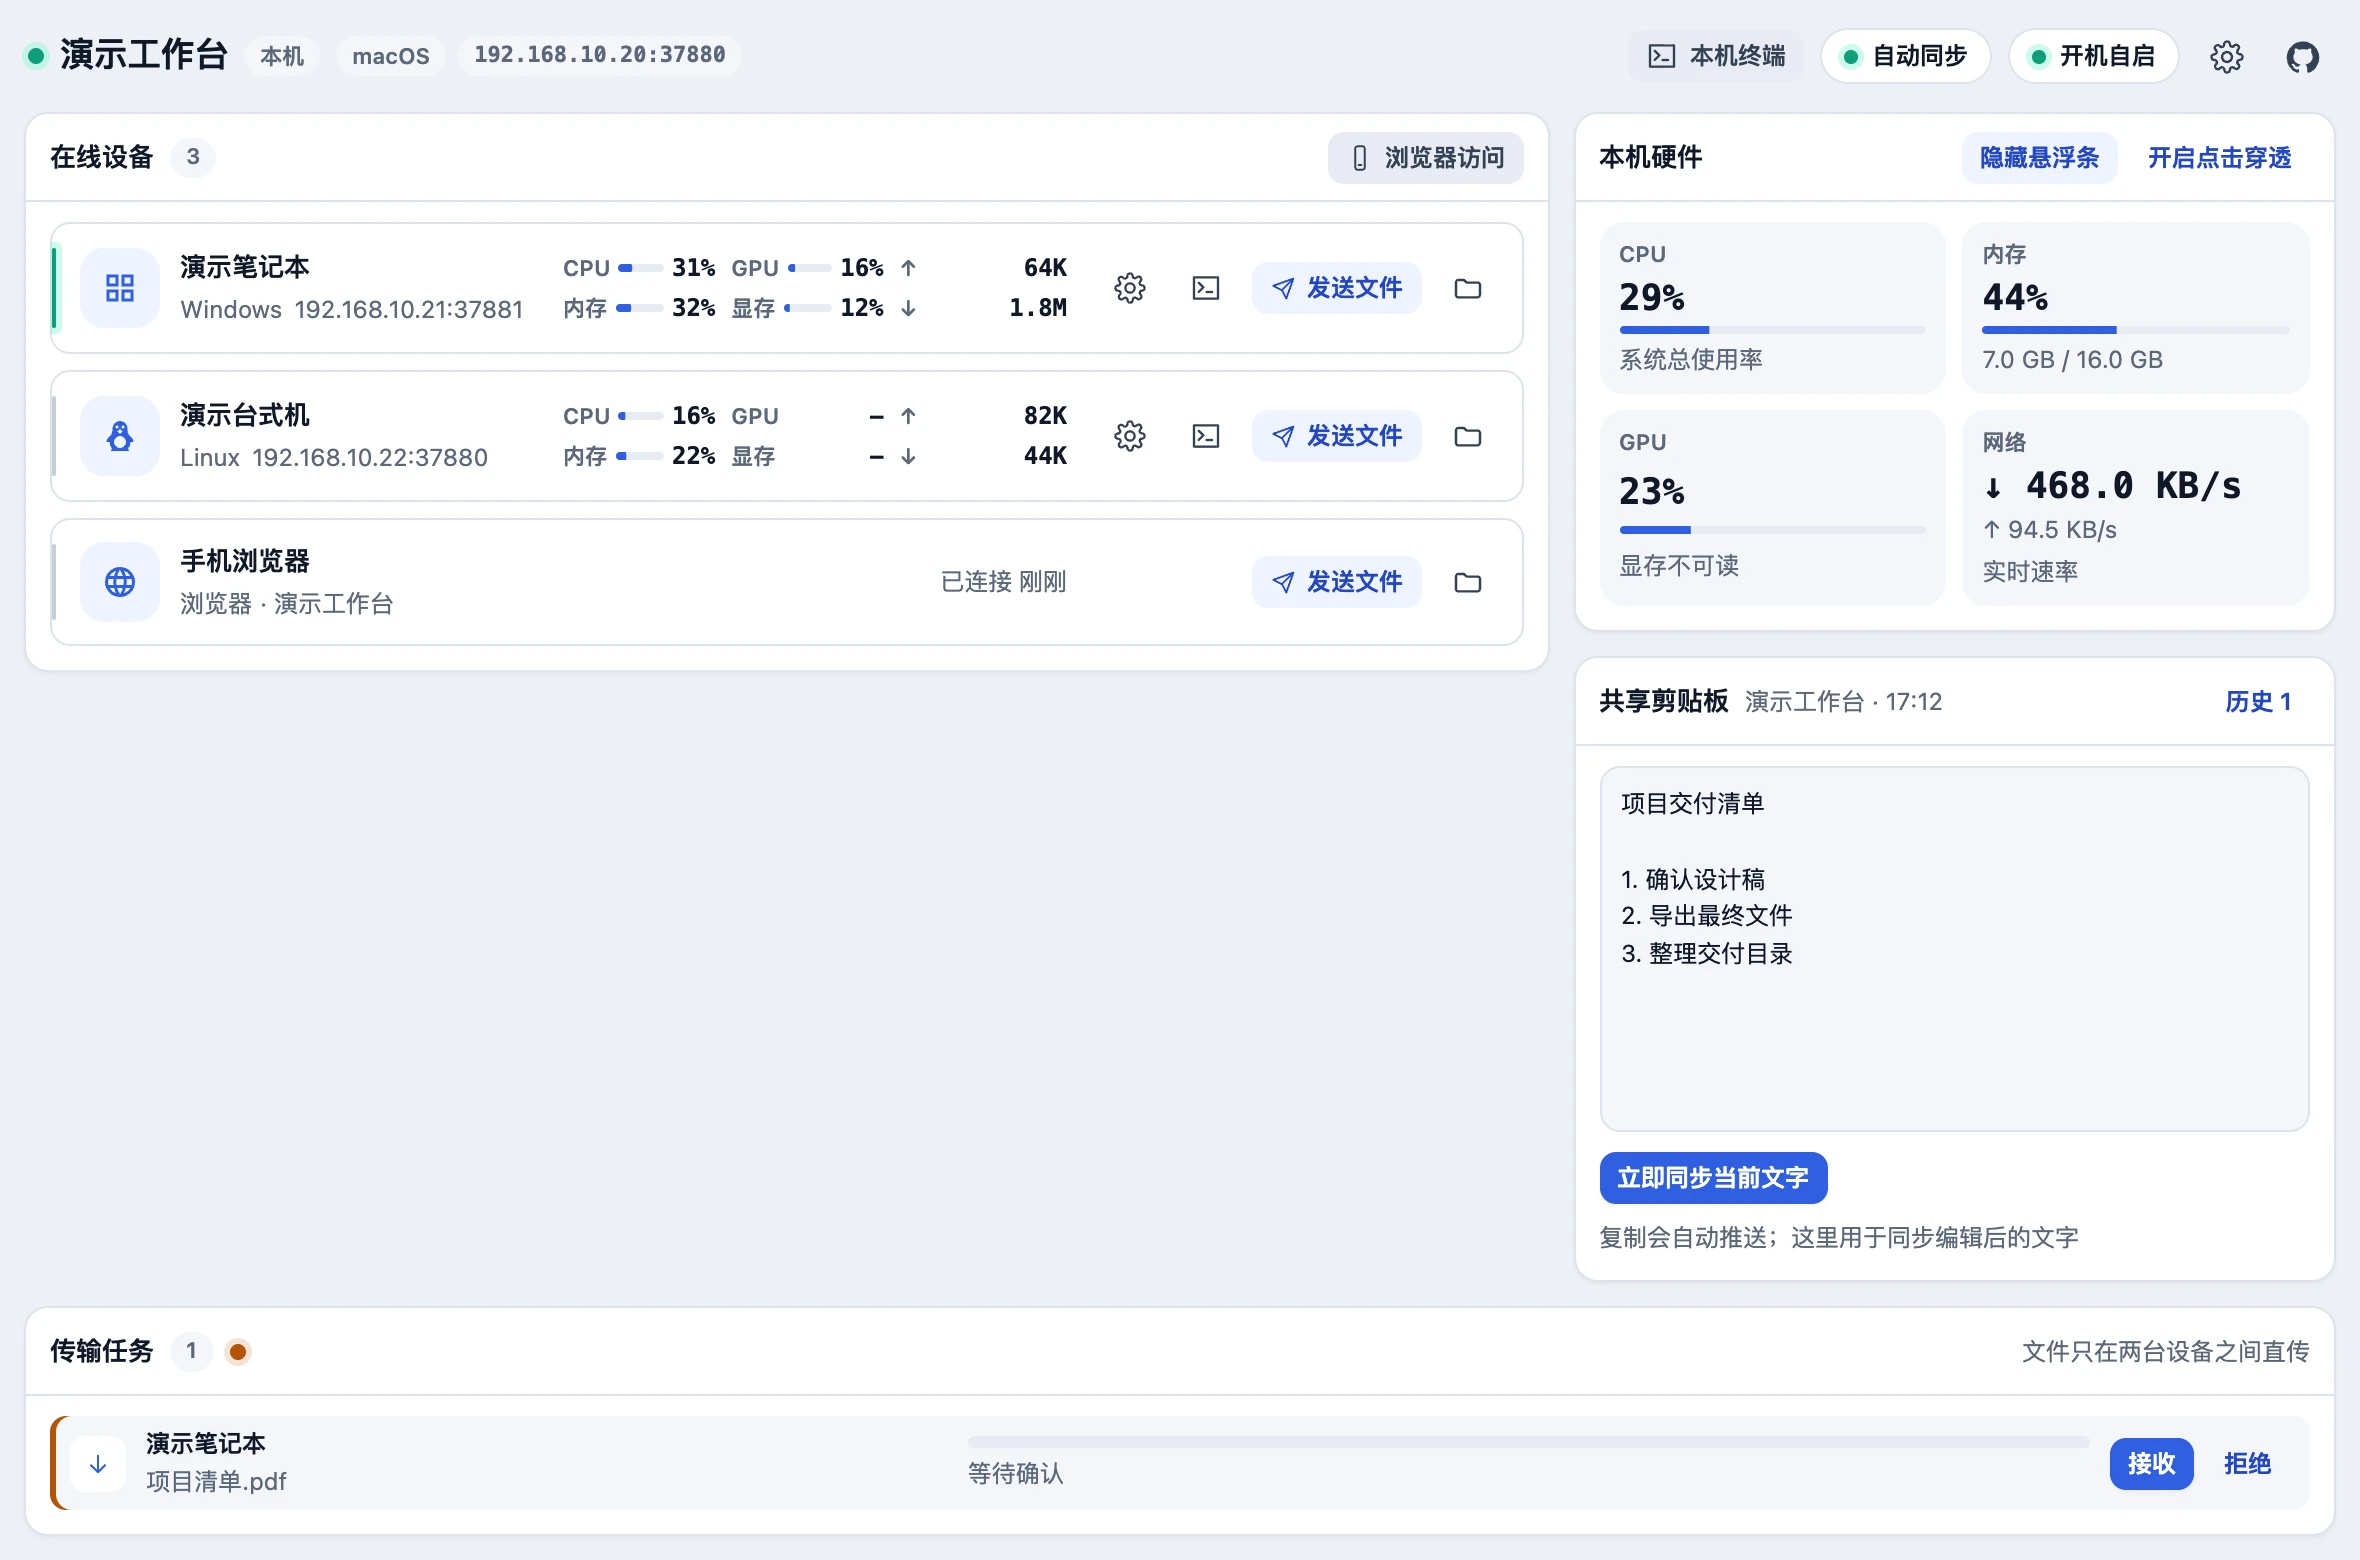 演示工作台 本机 macOS 192.168.10.20:37880 本机终端 自动同步 开机自启
在线设备 3 浏览器访问
演示笔记本
Windows 192.168.10.21:37881
CPU 31% GPU 16% ↑ 64K
内存 32% 显存 12% ↓ 1.8M
发送文件
演示台式机
Linux 192.168.10.22:37880
CPU 16% GPU – ↑ 82K
内存 22% 显存 – ↓ 44K
发送文件
手机浏览器
浏览器 · 演示工作台
已连接 刚刚
发送文件
本机硬件 隐藏悬浮条 开启点击穿透
CPU
29%
系统总使用率
内存
44%
7.0 GB / 16.0 GB
GPU
23%
显存不可读
网络
↓ 468.0 KB/s
↑ 94.5 KB/s
实时速率
共享剪贴板 演示工作台 · 17:12 历史 1
项目交付清单
1. 确认设计稿
2. 导出最终文件
3. 整理交付目录
立即同步当前文字
复制会自动推送；这里用于同步编辑后的文字
传输任务 1 文件只在两台设备之间直传
演示笔记本
项目清单.pdf
等待确认
接收 拒绝